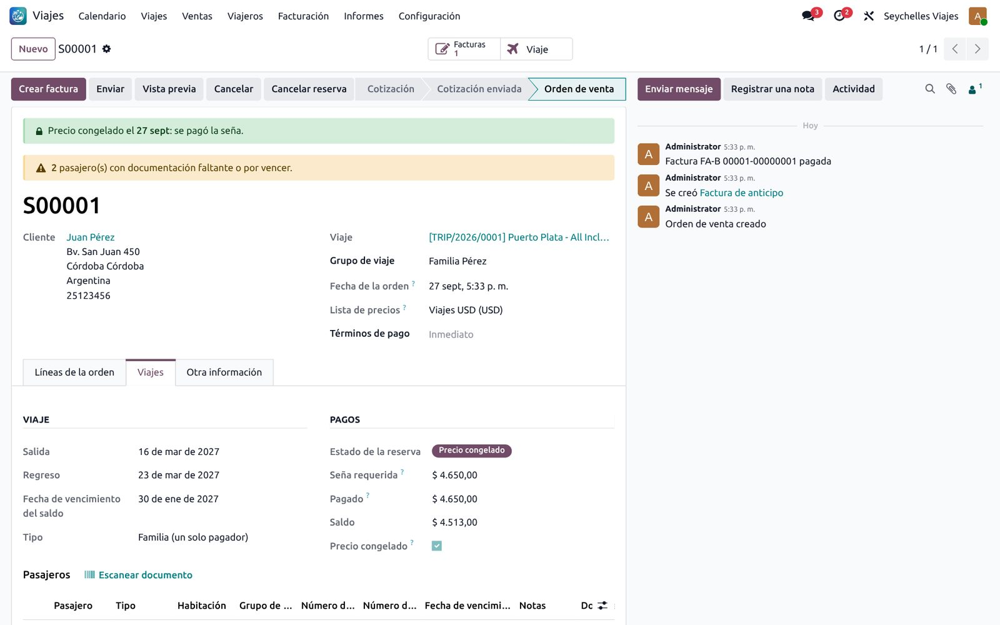 Viajes Calendario Viajes Ventas Viajeros Facturación Informes Configuración 3 2 Seychelles Viajes A
Nuevo S00001 Facturas 1 Viaje 1 / 1
Crear factura Enviar Vista previa Cancelar Cancelar reserva Cotización Cotización enviada Orden de venta Enviar mensaje Registrar una nota Actividad 1
Precio congelado el 27 sept: se pagó la seña.
2 pasajero(s) con documentación faltante o por vencer.
S00001
Cliente Juan Pérez
Bv. San Juan 450
Córdoba Córdoba
Argentina
25123456
Viaje [TRIP/2026/0001] Puerto Plata - All Incl...
Grupo de viaje Familia Pérez
Fecha de la orden ? 27 sept, 5:33 p. m.
Lista de precios ? Viajes USD (USD)
Términos de pago Inmediato
Líneas de la orden Viajes Otra información
VIAJE
Salida 16 de mar de 2027
Regreso 23 de mar de 2027
Fecha de vencimiento del saldo 30 de ene de 2027
Tipo Familia (un solo pagador)
PAGOS
Estado de la reserva Precio congelado
Seña requerida ? $ 4.650,00
Pagado ? $ 4.650,00
Saldo $ 4.513,00
Precio congelado ?
Pasajeros Escanear documento
Pasajero Tipo Habitación Grupo de ... Número d... Número d... Fecha de vencimi... Notas Dc
Hoy
A Administrator 5:33 p. m.
Factura FA-B 00001-00000001 pagada
A Administrator 5:33 p. m.
Se creó Factura de anticipo
A Administrator 5:33 p. m.
Orden de venta creado